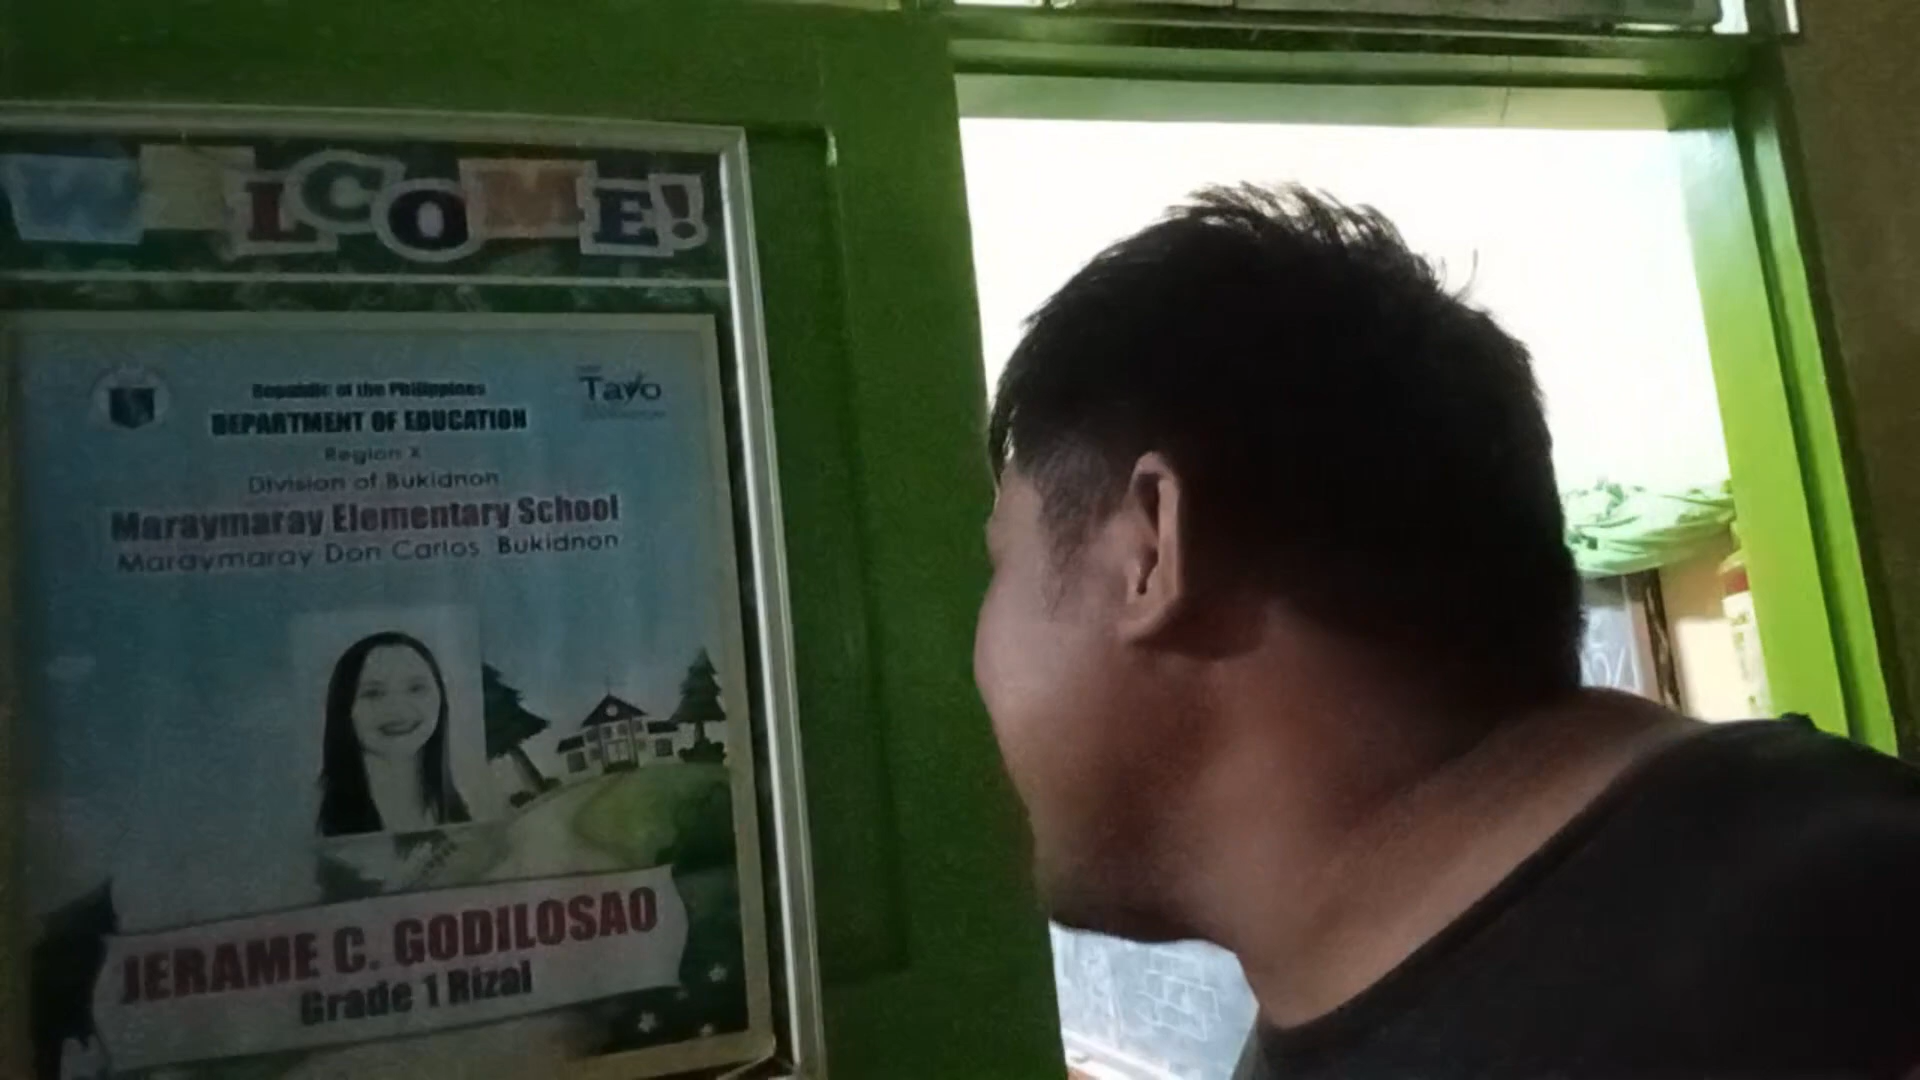 WELCOME!
Republic of the Philippines
DEPARTMENT OF EDUCATION
Tayo
Region X
Division of Bukidnon
Maraymaray Elementary School
Maraymaray Don Carlos Bukidnon
JERAME C. GODILOSAO
Grade 1 Rizal